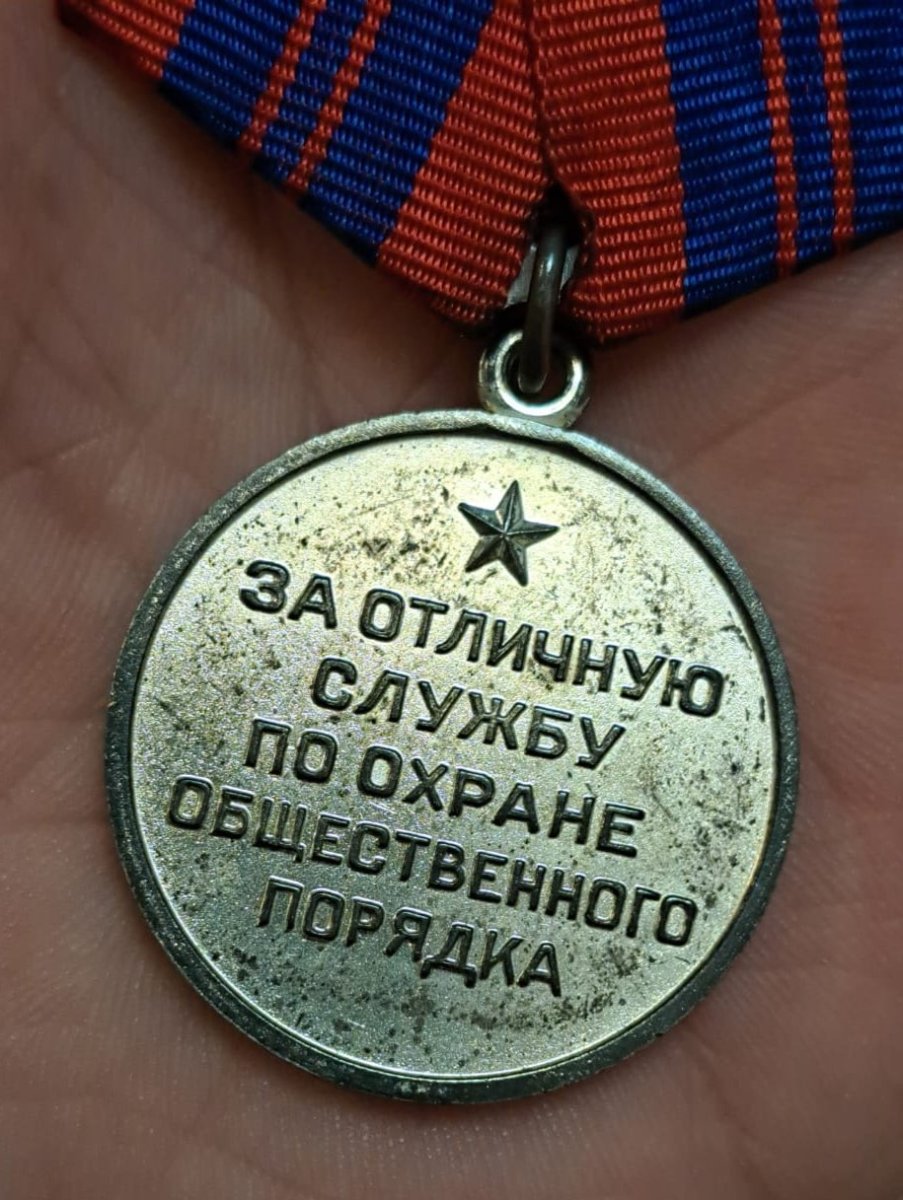 ЗА ОТЛИЧНУЮ
СЛУЖБУ
ПО ОХРАНЕ
ОБЩЕСТВЕННОГО
ПОРЯДКА